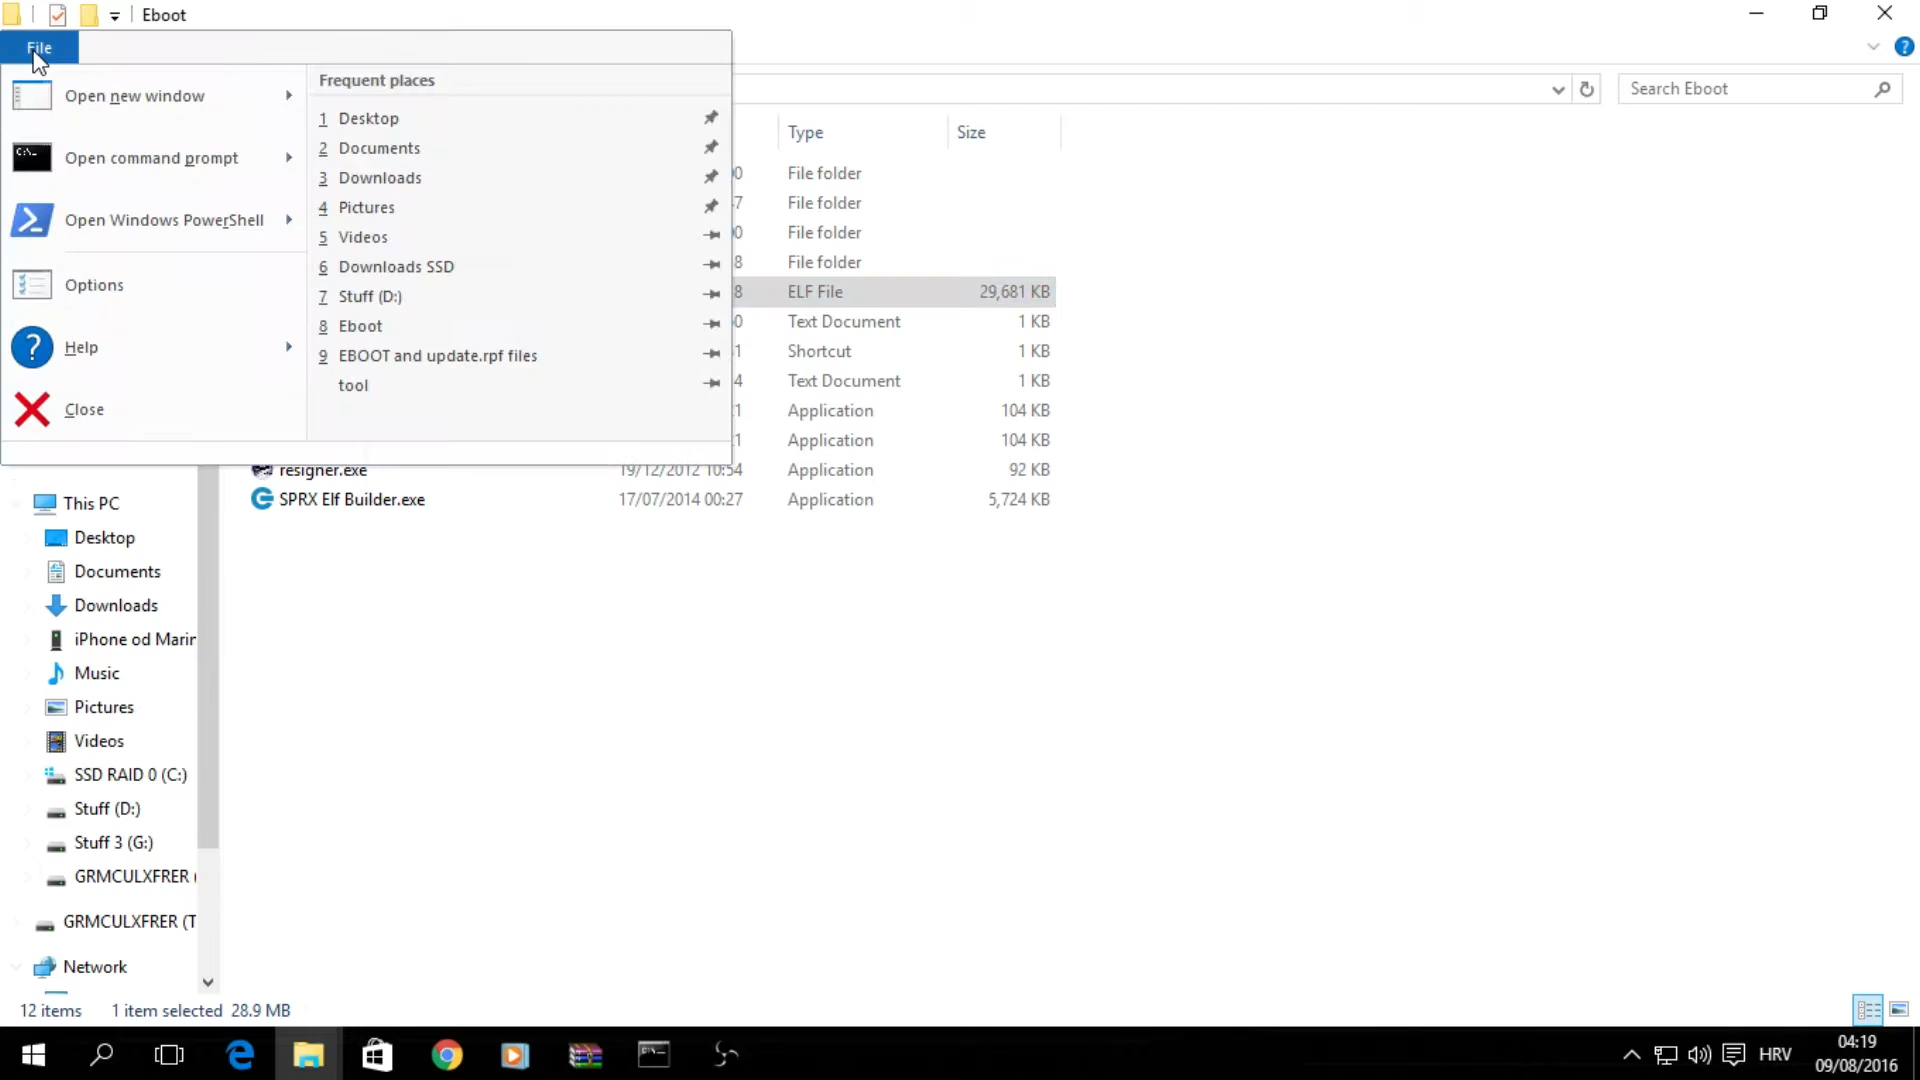 Eboot
File
Open new window
Open command prompt
Open Windows PowerShell
Options
Help
Close
Frequent places
1 Desktop
2 Documents
3 Downloads
4 Pictures
5 Videos
6 Downloads SSD
7 Stuff (D:)
8 Eboot
9 EBOOT and update.rpf files
tool
Search Eboot
Type Size
File folder
File folder
File folder
File folder
ELF File 29,681 KB
Text Document 1 KB
Shortcut 1 KB
Text Document 1 KB
Application 104 KB
Application 104 KB
resigner.exe 19/12/2012 10:54 Application 92 KB
SPRX Elf Builder.exe 17/07/2014 00:27 Application 5,724 KB
This PC
Desktop
Documents
Downloads
iPhone od Marin
Music
Pictures
Videos
SSD RAID 0 (C:)
Stuff (D:)
Stuff 3 (G:)
GRMCULXFRER (
GRMCULXFRER (T
Network
12 items 1 item selected 28.9 MB
HRV
04:19
09/08/2016